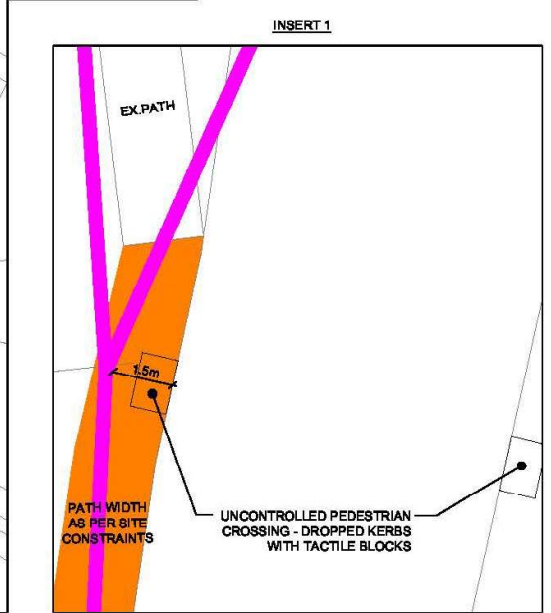 INSERT 1
EX.PATH
1.5m
PATH WIDTH
AS PER SITE
CONSTRAINTS
UNCONTROLLED PEDESTRIAN
CROSSING - DROPPED KERBS
WITH TACTILE BLOCKS